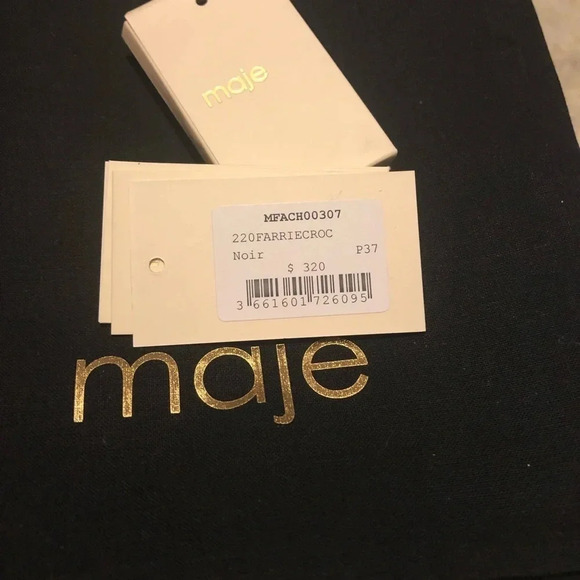 maje
MFACH00307
220FARRIECROC
Noir P37
$ 320
3 661601 726095
maje